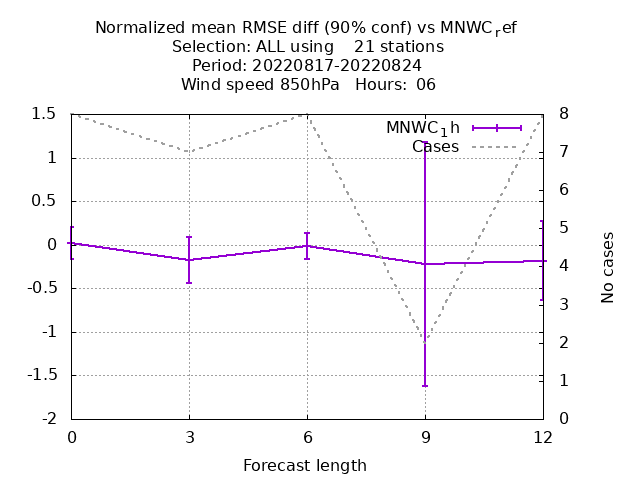 Normalized mean RMSE diff (90% conf) vs MNWCref
Selection: ALL using    21 stations
Period: 20220817-20220824
Wind speed 850hPa   Hours:  06
MNWC1h
Cases
1.5
1
0.5
0
-0.5
-1
-1.5
-2
8
7
6
5
4
3
2
1
0
No cases
0 3 6 9 12
Forecast length